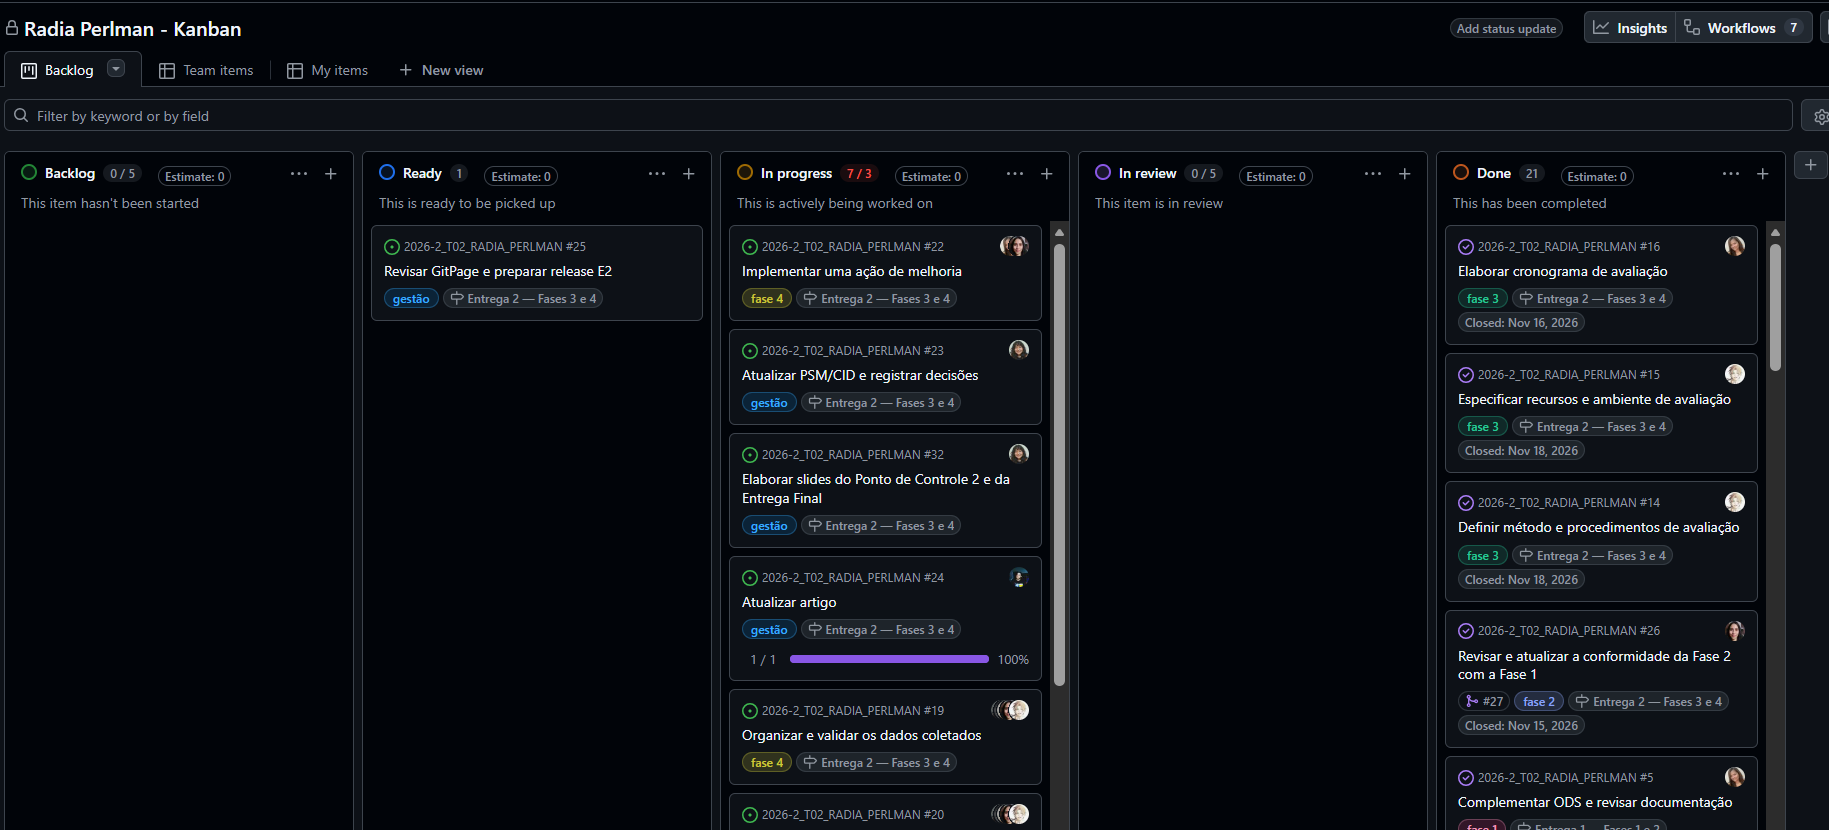 Radia Perlman - Kanban
Add status update
Insights
Workflows 7
Backlog
Team items
My items
New view
Filter by keyword or by field
Backlog 0 / 5 Estimate: 0
This item hasn't been started
Ready 1 Estimate: 0
This is ready to be picked up
2026-2_T02_RADIA_PERLMAN #25
Revisar GitPage e preparar release E2
gestão Entrega 2 — Fases 3 e 4
In progress 7 / 3 Estimate: 0
This is actively being worked on
2026-2_T02_RADIA_PERLMAN #22
Implementar uma ação de melhoria
fase 4 Entrega 2 — Fases 3 e 4
2026-2_T02_RADIA_PERLMAN #23
Atualizar PSM/CID e registrar decisões
gestão Entrega 2 — Fases 3 e 4
2026-2_T02_RADIA_PERLMAN #32
Elaborar slides do Ponto de Controle 2 e da
Entrega Final
gestão Entrega 2 — Fases 3 e 4
2026-2_T02_RADIA_PERLMAN #24
Atualizar artigo
gestão Entrega 2 — Fases 3 e 4
1 / 1 100%
2026-2_T02_RADIA_PERLMAN #19
Organizar e validar os dados coletados
fase 4 Entrega 2 — Fases 3 e 4
2026-2_T02_RADIA_PERLMAN #20
In review 0 / 5 Estimate: 0
This item is in review
Done 21 Estimate: 0
This has been completed
2026-2_T02_RADIA_PERLMAN #16
Elaborar cronograma de avaliação
fase 3 Entrega 2 — Fases 3 e 4
Closed: Nov 16, 2026
2026-2_T02_RADIA_PERLMAN #15
Especificar recursos e ambiente de avaliação
fase 3 Entrega 2 — Fases 3 e 4
Closed: Nov 18, 2026
2026-2_T02_RADIA_PERLMAN #14
Definir método e procedimentos de avaliação
fase 3 Entrega 2 — Fases 3 e 4
Closed: Nov 18, 2026
2026-2_T02_RADIA_PERLMAN #26
Revisar e atualizar a conformidade da Fase 2
com a Fase 1
#27 fase 2 Entrega 2 — Fases 3 e 4
Closed: Nov 15, 2026
2026-2_T02_RADIA_PERLMAN #5
Complementar ODS e revisar documentação
fase 1 Entrega 1 — Fases 1 e 2